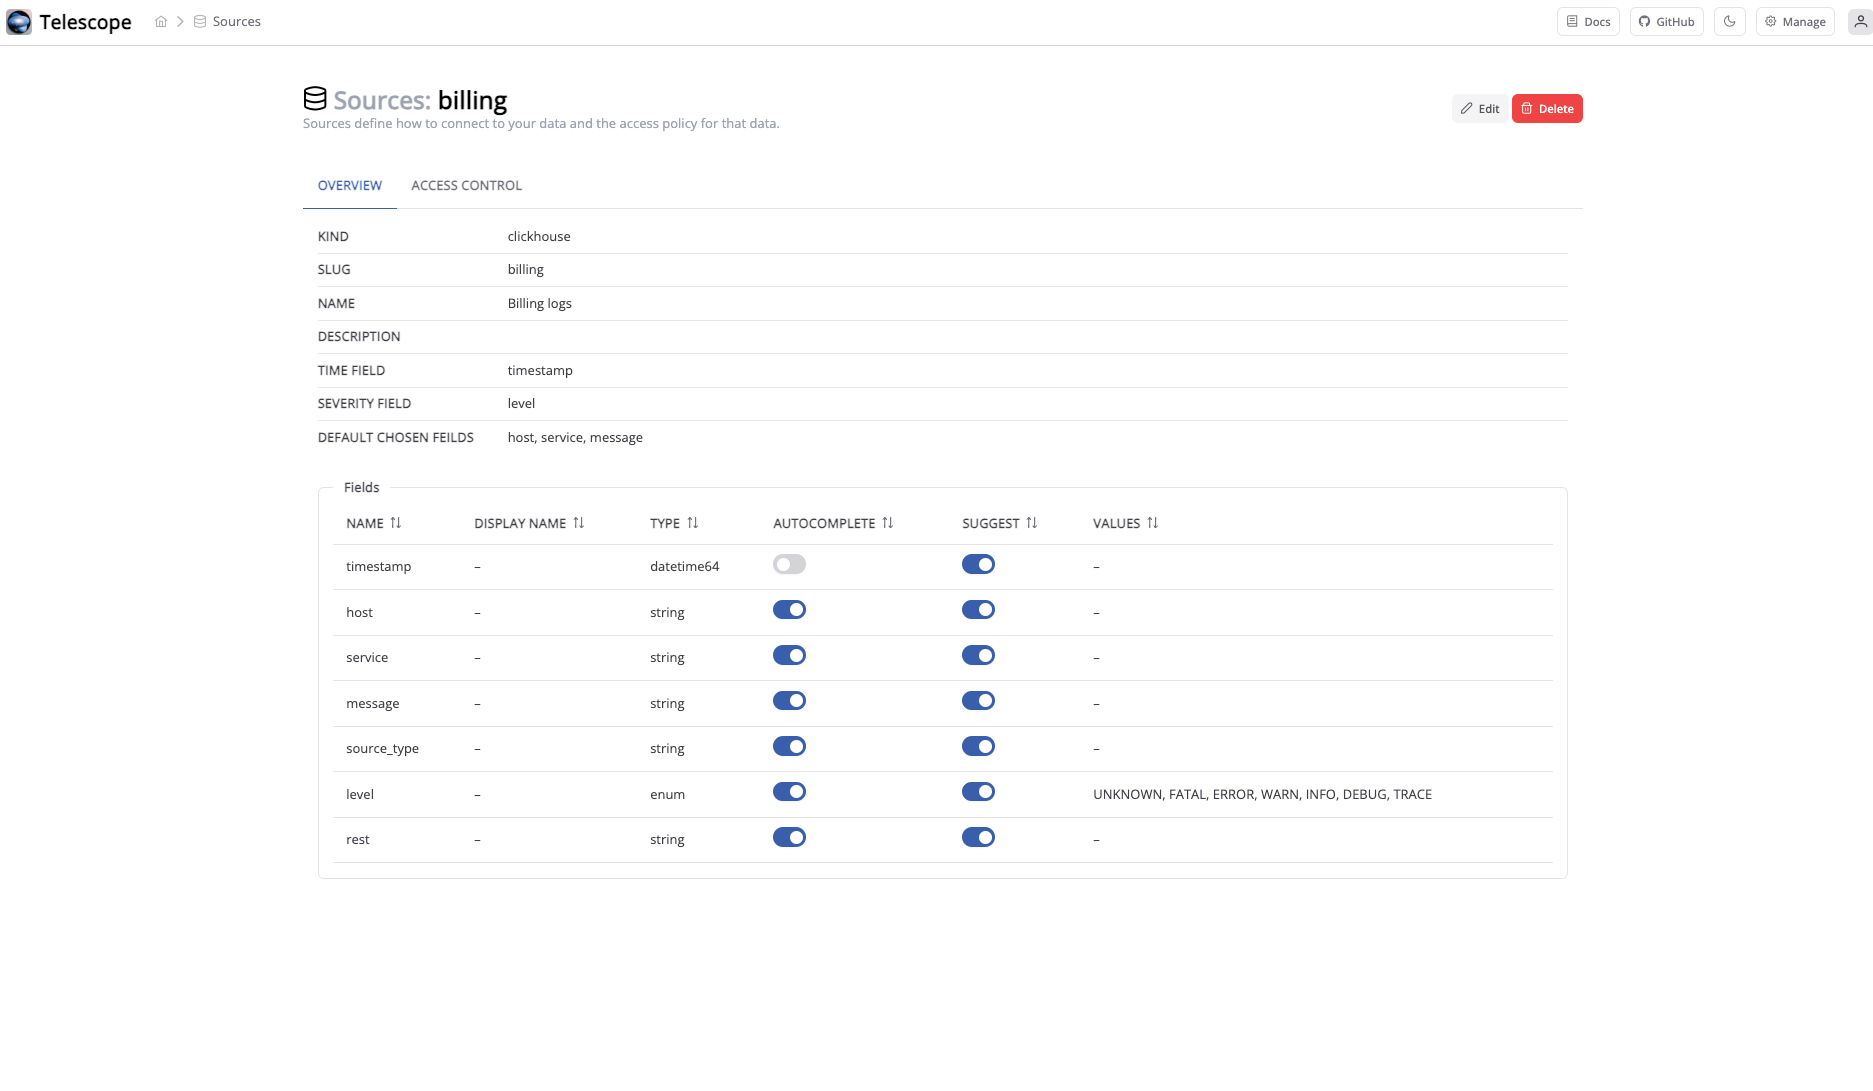 Telescope Sources Docs GitHub Manage
Sources: billing
Sources define how to connect to your data and the access policy for that data.
Edit Delete
OVERVIEW ACCESS CONTROL
KIND clickhouse
SLUG billing
NAME Billing logs
DESCRIPTION
TIME FIELD timestamp
SEVERITY FIELD level
DEFAULT CHOSEN FEILDS host, service, message
Fields
NAME DISPLAY NAME TYPE AUTOCOMPLETE SUGGEST VALUES
timestamp – datetime64 –
host – string –
service – string –
message – string –
source_type – string –
level – enum UNKNOWN, FATAL, ERROR, WARN, INFO, DEBUG, TRACE
rest – string –